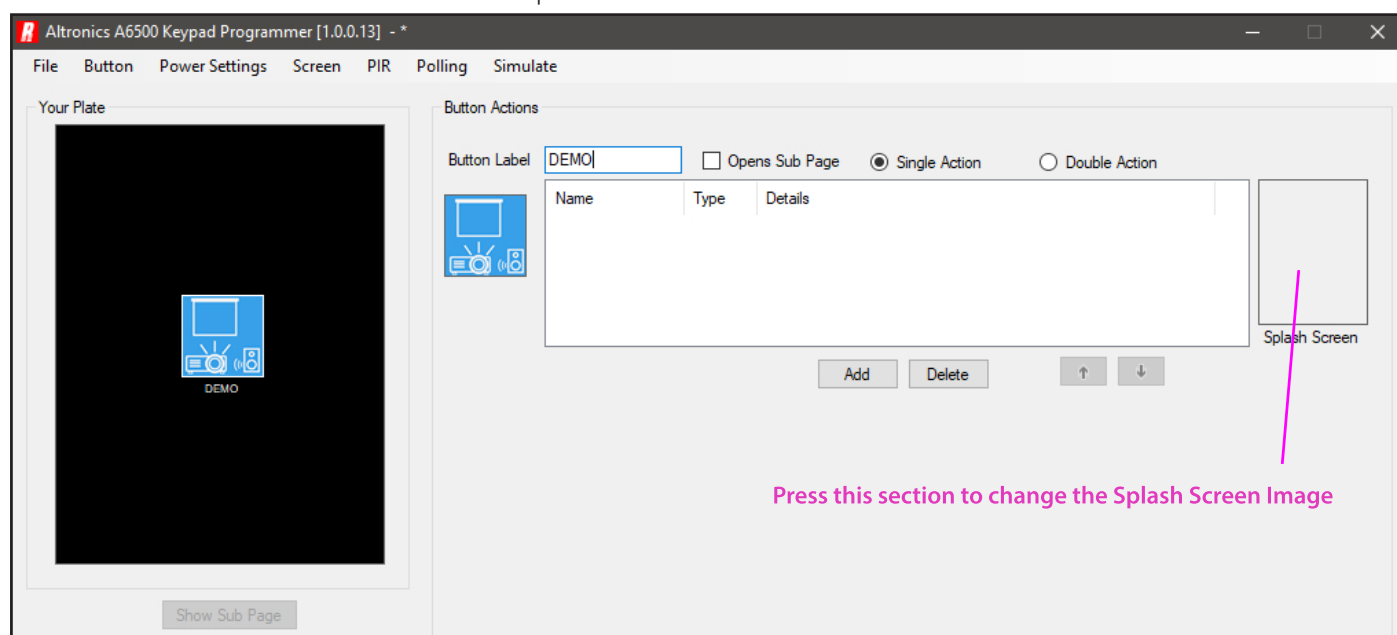 Altronics A6500 Keypad Programmer [1.0.0.13] - *
File Button Power Settings Screen PIR Polling Simulate
Your Plate
Button Actions
Button Label DEMO Opens Sub Page Single Action Double Action
Name Type Details
Splash Screen
Add Delete
DEMO
Press this section to change the Splash Screen Image
Show Sub Page